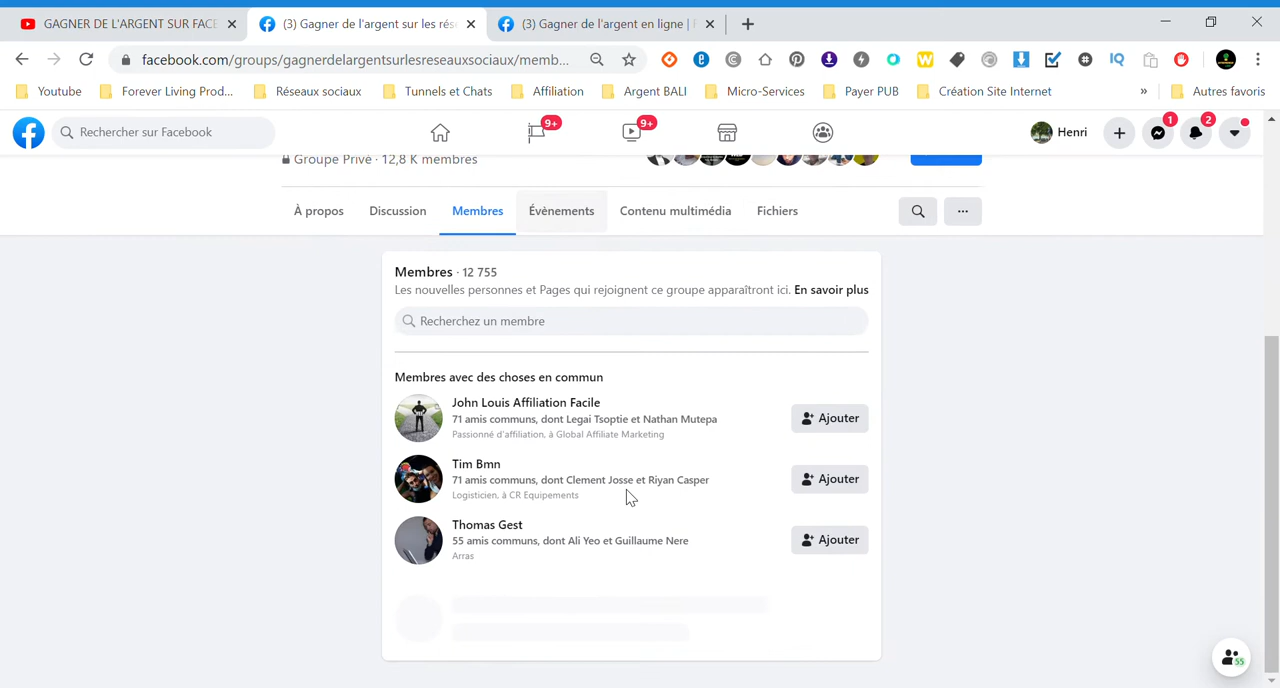 GAGNER DE L'ARGENT SUR FACE
(3) Gagner de l'argent sur les rése
(3) Gagner de l'argent en ligne |
facebook.com/groups/gagnerdelargentsurlesreseauxsociaux/memb...
Youtube
Forever Living Prod...
Réseaux sociaux
Tunnels et Chats
Affiliation
Argent BALI
Micro-Services
Payer PUB
Création Site Internet
»
Autres favoris
Rechercher sur Facebook
9+
9+
Henri
1
2
Groupe Privé · 12,8 K membres
À propos
Discussion
Membres
Évènements
Contenu multimédia
Fichiers
...
Membres · 12 755
Les nouvelles personnes et Pages qui rejoignent ce groupe apparaîtront ici. En savoir plus
Recherchez un membre
Membres avec des choses en commun
John Louis Affiliation Facile
71 amis communs, dont Legai Tsoptie et Nathan Mutepa
Passionné d'affiliation, à Global Affiliate Marketing
Ajouter
Tim Bmn
71 amis communs, dont Clement Josse et Riyan Casper
Logisticien, à CR Equipements
Ajouter
Thomas Gest
55 amis communs, dont Ali Yeo et Guillaume Nere
Arras
Ajouter
55